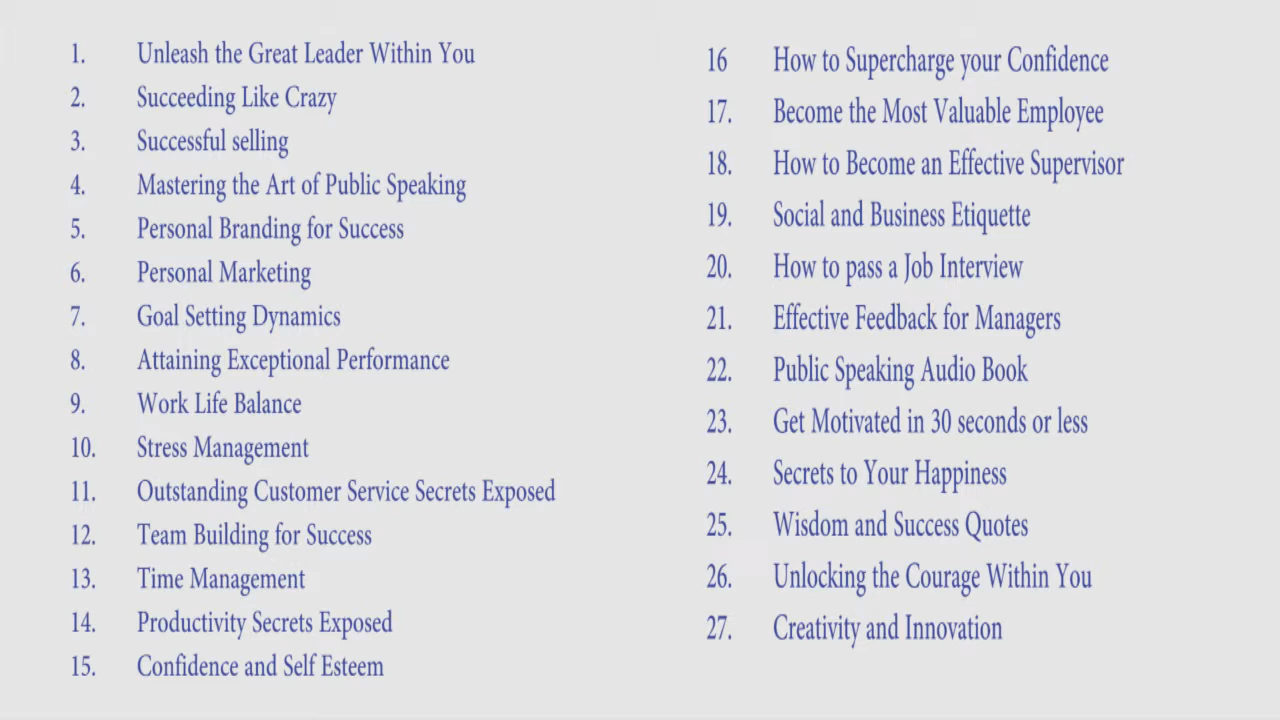 1. Unleash the Great Leader Within You
2. Succeeding Like Crazy
3. Successful selling
4. Mastering the Art of Public Speaking
5. Personal Branding for Success
6. Personal Marketing
7. Goal Setting Dynamics
8. Attaining Exceptional Performance
9. Work Life Balance
10. Stress Management
11. Outstanding Customer Service Secrets Exposed
12. Team Building for Success
13. Time Management
14. Productivity Secrets Exposed
15. Confidence and Self Esteem
16 How to Supercharge your Confidence
17. Become the Most Valuable Employee
18. How to Become an Effective Supervisor
19. Social and Business Etiquette
20. How to pass a Job Interview
21. Effective Feedback for Managers
22. Public Speaking Audio Book
23. Get Motivated in 30 seconds or less
24. Secrets to Your Happiness
25. Wisdom and Success Quotes
26. Unlocking the Courage Within You
27. Creativity and Innovation